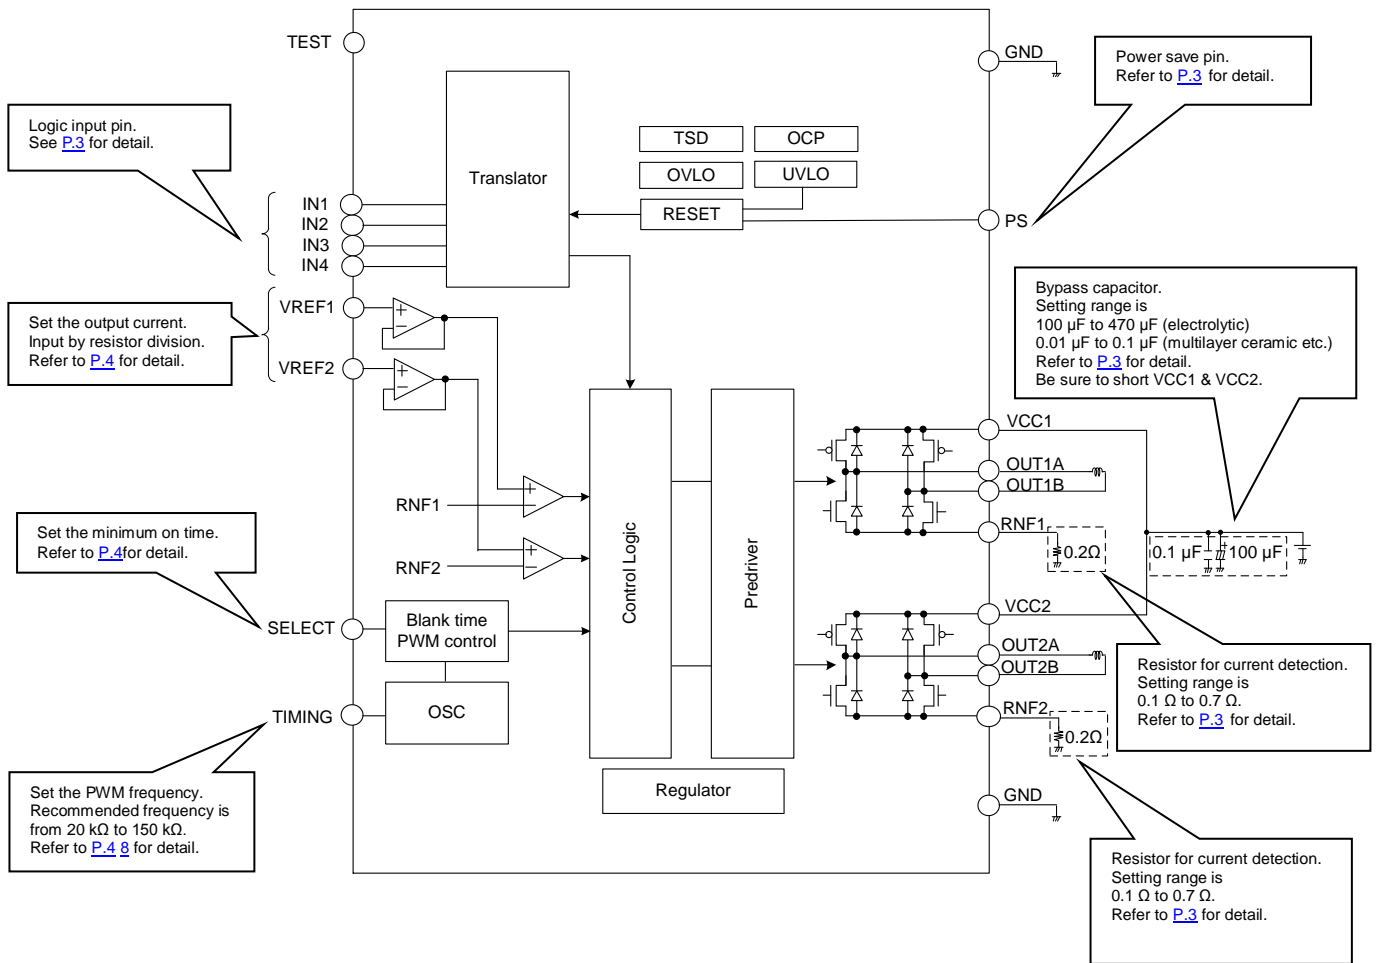 TEST
GND
Power save pin.
Refer to P.3 for detail.
Logic input pin.
See P.3 for detail.
TSD
OCP
OVLO
UVLO
Translator
RESET
PS
IN1
IN2
IN3
IN4
VREF1
VREF2
Set the output current.
Input by resistor division.
Refer to P.4 for detail.
+
−
+
−
Bypass capacitor.
Setting range is
100 µF to 470 µF (electrolytic)
0.01 µF to 0.1 µF (multilayer ceramic etc.)
Refer to P.3 for detail.
Be sure to short VCC1 & VCC2.
VCC1
OUT1A
OUT1B
RNF1
0.2Ω
0.1 µF
+
100 µF
RNF1
+
−
RNF2
+
−
Control Logic
Predriver
Set the minimum on time.
Refer to P.4for detail.
SELECT
Blank time
PWM control
TIMING
OSC
VCC2
OUT2A
OUT2B
RNF2
0.2Ω
Resistor for current detection.
Setting range is
0.1 Ω to 0.7 Ω.
Refer to P.3 for detail.
Set the PWM frequency.
Recommended frequency is
from 20 kΩ to 150 kΩ.
Refer to P.4 8 for detail.
Regulator
GND
Resistor for current detection.
Setting range is
0.1 Ω to 0.7 Ω.
Refer to P.3 for detail.